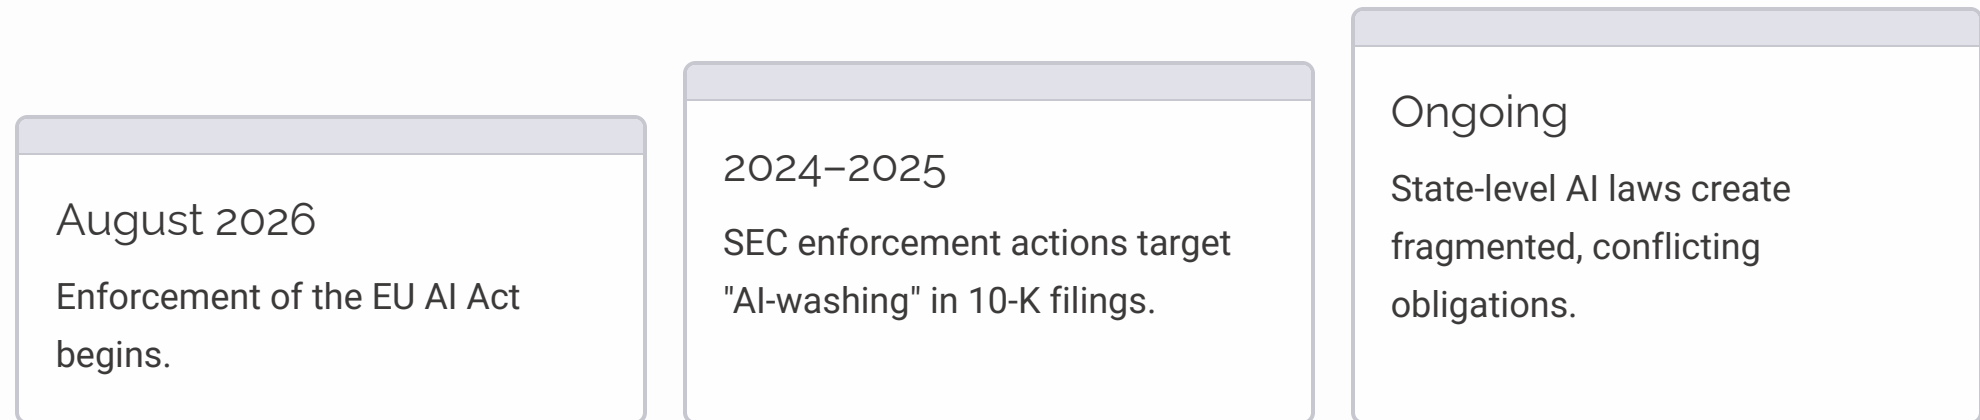 August 2026
Enforcement of the EU AI Act
begins.
2024–2025
SEC enforcement actions target
"AI-washing" in 10-K filings.
Ongoing
State-level AI laws create
fragmented, conflicting
obligations.